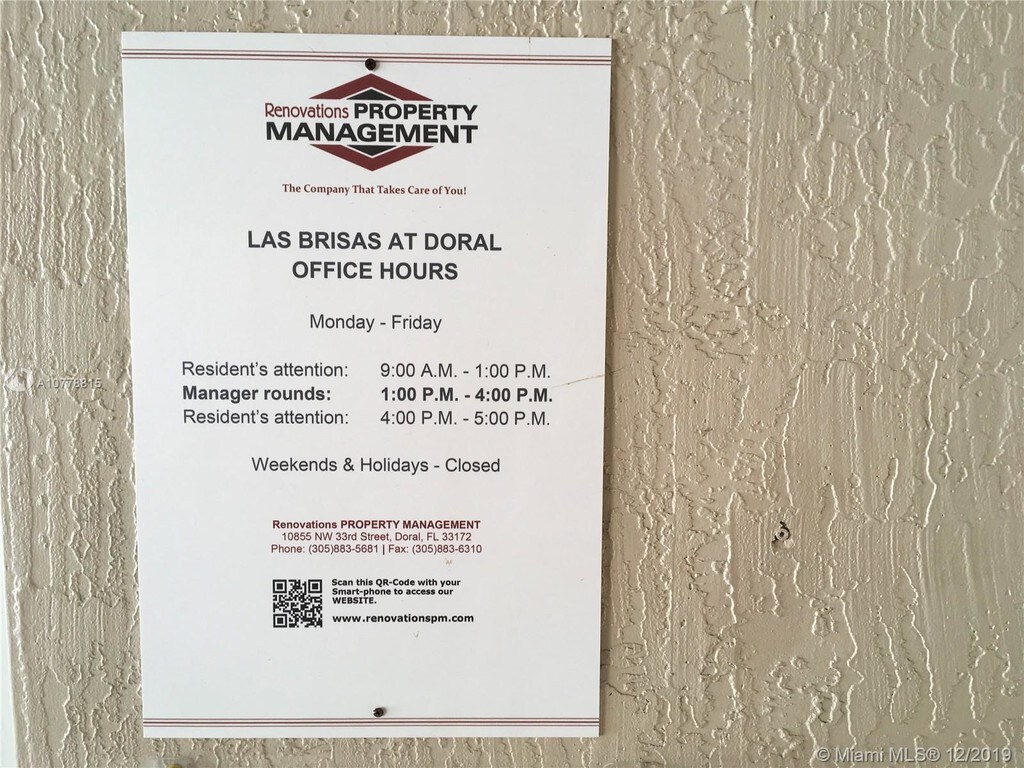 Renovations PROPERTY
MANAGEMENT
The Company That Takes Care of You!
LAS BRISAS AT DORAL
OFFICE HOURS
Monday - Friday
Resident's attention: 9:00 A.M. - 1:00 P.M.
Manager rounds: 1:00 P.M. - 4:00 P.M.
Resident's attention: 4:00 P.M. - 5:00 P.M.
Weekends & Holidays - Closed
Renovations PROPERTY MANAGEMENT
10855 NW 33rd Street, Doral, FL 33172
Phone: (305)883-5681 | Fax: (305)883-6310
Scan this QR-Code with your
Smart-phone to access our
WEBSITE.
www.renovationspm.com
A10778815
© Miami MLS® 12/2019